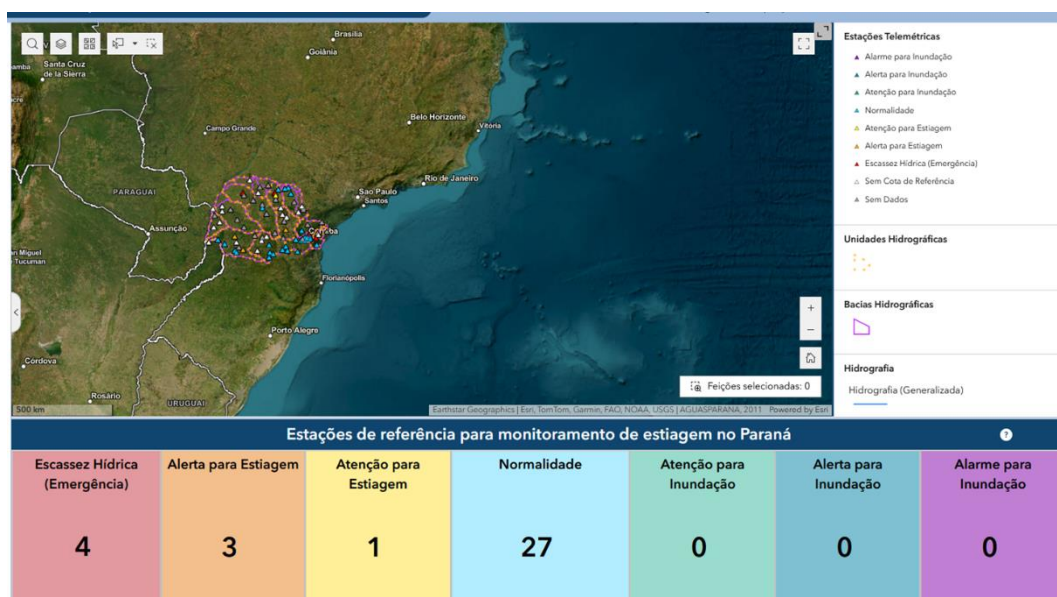 Brasília
Goiânia
Santa Cruz
de la Sierra
Campo Grande
Belo Horizonte
Vitória
PARAGUAI
Rio de Janeiro
Sao Paulo
Santos
Assunção
San Miguel
Tucuman
Florianópolis
Porto Alegre
Córdova
Rosário
URUGUAI
500 km
Feições selecionadas: 0
Earthstar Geographics | Esri, TomTom, Garmin, FAO, NOAA, USGS | AGUASPARANA, 2011 Powered by Esri
Estações Telemétricas
Alarme para Inundação
Alerta para Inundação
Atenção para Inundação
Normalidade
Atenção para Estiagem
Alerta para Estiagem
Escassez Hídrica (Emergência)
Sem Cota de Referência
Sem Dados
Unidades Hidrográficas
Bacias Hidrográficas
Hidrografia
Hidrografia (Generalizada)
Estações de referência para monitoramento de estiagem no Paraná
Escassez Hídrica
(Emergência)
4
Alerta para Estiagem
3
Atenção para
Estiagem
1
Normalidade
27
Atenção para
Inundação
0
Alerta para
Inundação
0
Alarme para
Inundação
0